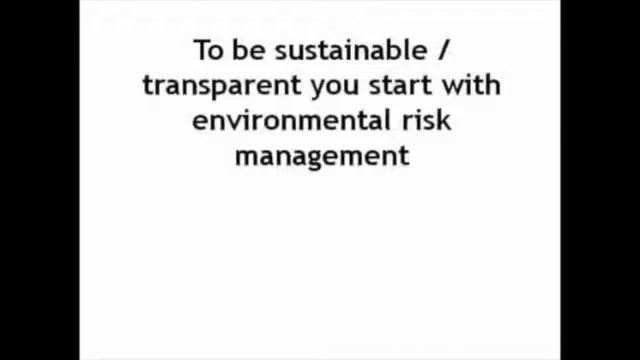 To be sustainable /
transparent you start with
environmental risk
management